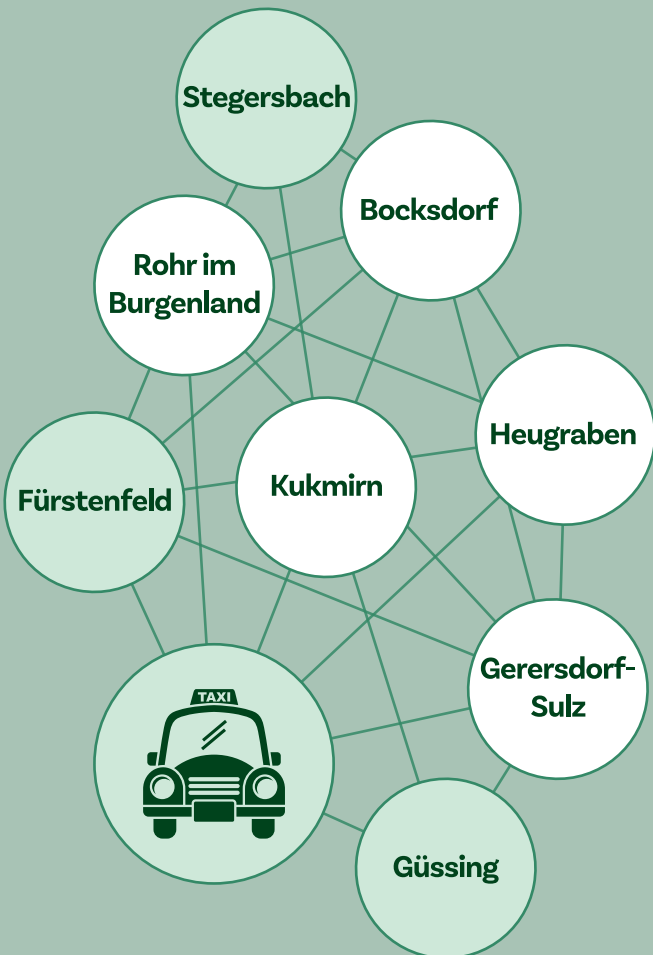 Stegersbach
Bocksdorf
Rohr im
Burgenland
Heugraben
Kukmirn
Fürstenfeld
Gerersdorf-
Sulz
TAXI
Güssing